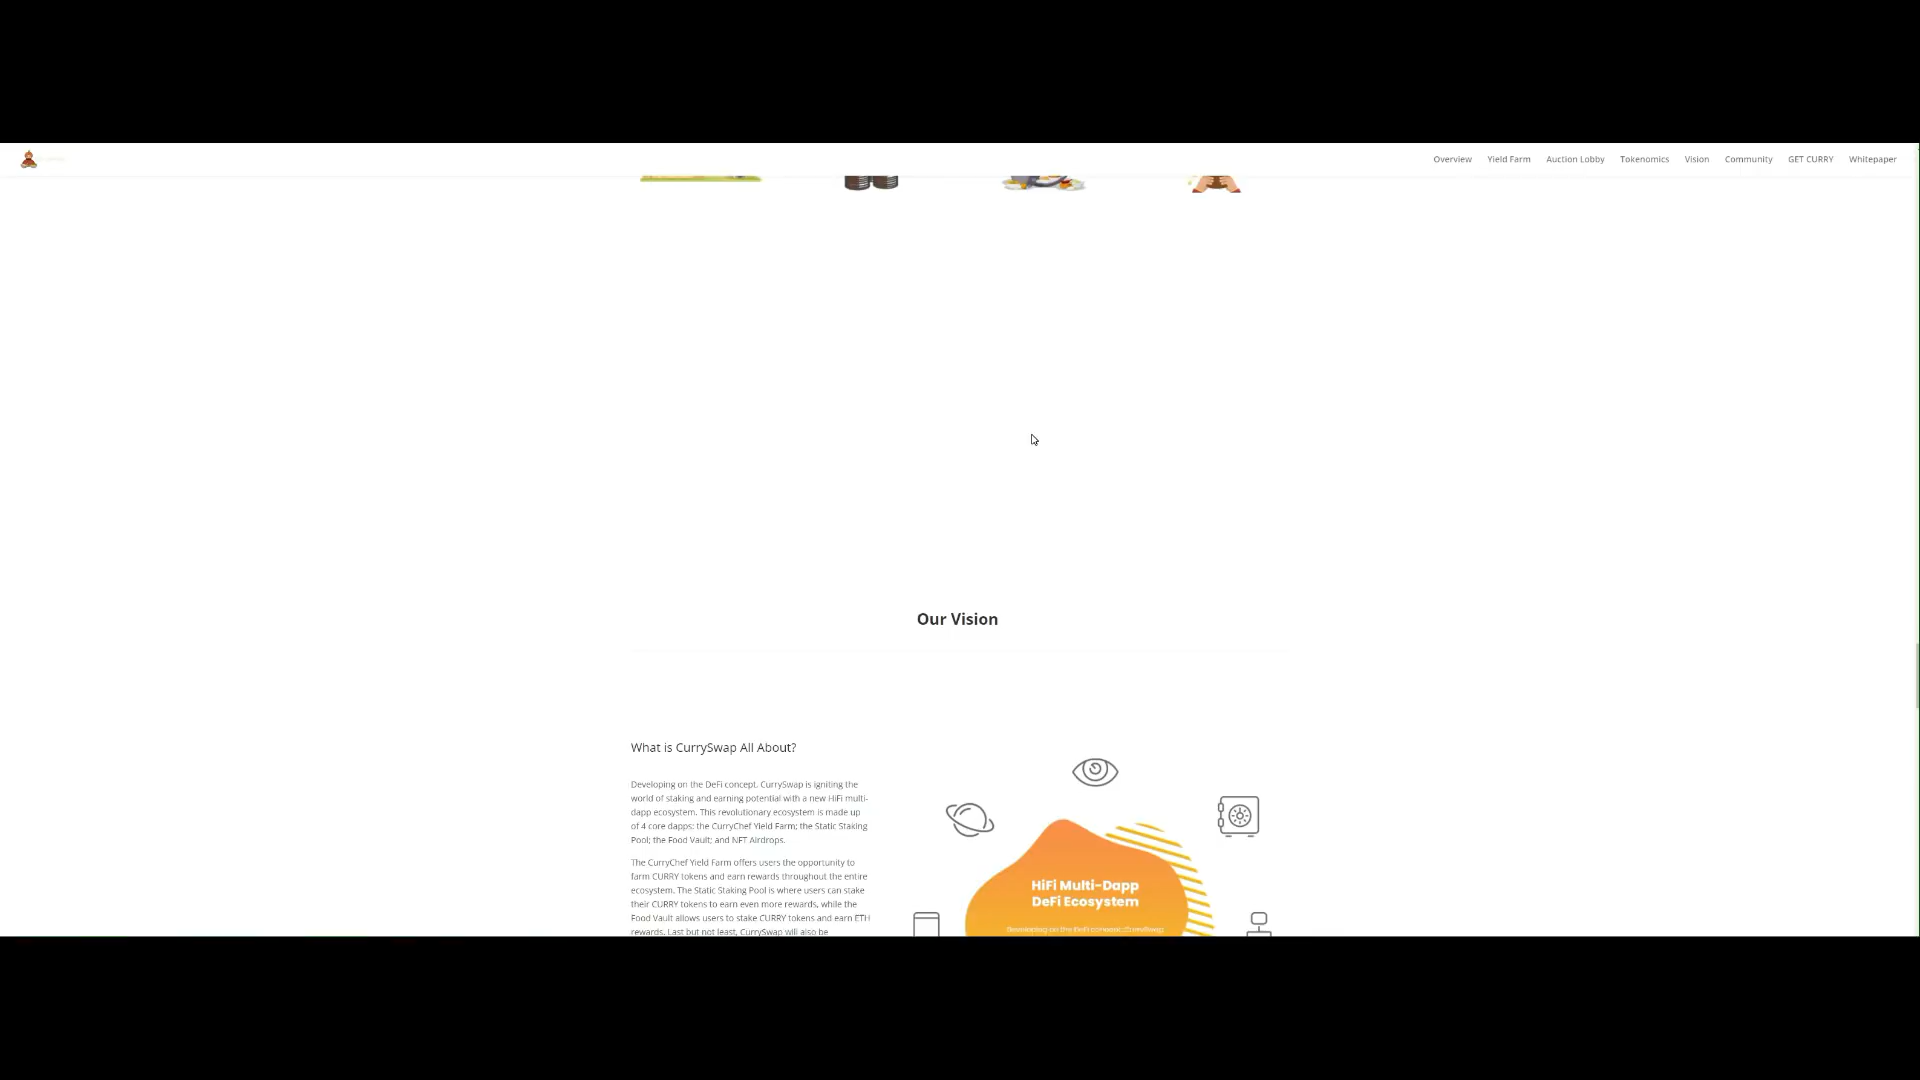 Overview Yield Farm Auction Lobby Tokenomics Vision Community GET CURRY Whitepaper
Our Vision
What is CurrySwap All About?
Developing on the DeFi concept, CurrySwap is igniting the
world of staking and earning potential with a new HiFi multi-
dapp ecosystem. This revolutionary ecosystem is made up
of 4 core dapps: the CurryChef Yield Farm; the Static Staking
Pool; the Food Vault; and NFT Airdrops.
The CurryChef Yield Farm offers users the opportunity to
farm CURRY tokens and earn rewards throughout the entire
ecosystem. The Static Staking Pool is where users can stake
their CURRY tokens to earn even more rewards, while the
Food Vault allows users to stake CURRY tokens and earn ETH
rewards. Last but not least, CurrySwap will also be
HiFi Multi-Dapp
DeFi Ecosystem
Developing on the DeFi concept, CurrySwap